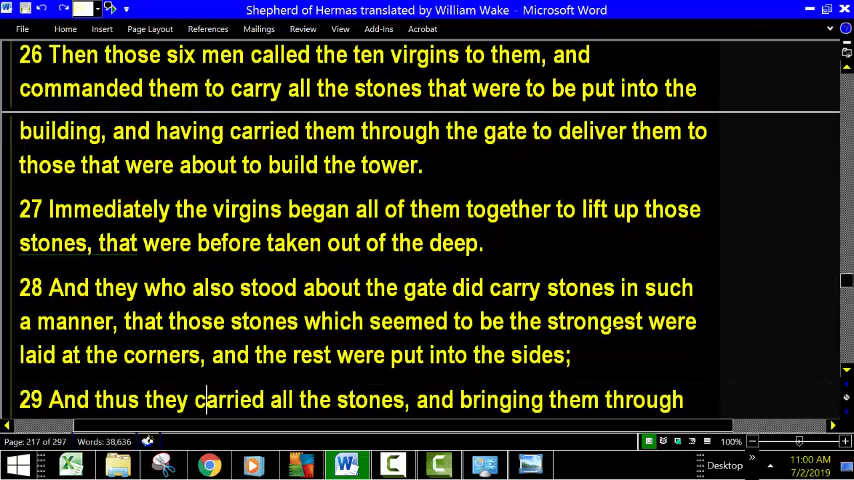 Shepherd of Hermas translated by William Wake - Microsoft Word
File Home Insert Page Layout References Mailings Review View Add-Ins Acrobat
26 Then those six men called the ten virgins to them, and
commanded them to carry all the stones that were to be put into the
building, and having carried them through the gate to deliver them to
those that were about to build the tower.
27 Immediately the virgins began all of them together to lift up those
stones, that were before taken out of the deep.
28 And they who also stood about the gate did carry stones in such
a manner, that those stones which seemed to be the strongest were
laid at the corners, and the rest were put into the sides;
29 And thus they carried all the stones, and bringing them through
Page: 217 of 297 Words: 38,636 100%
Desktop 11:00 AM
7/2/2019